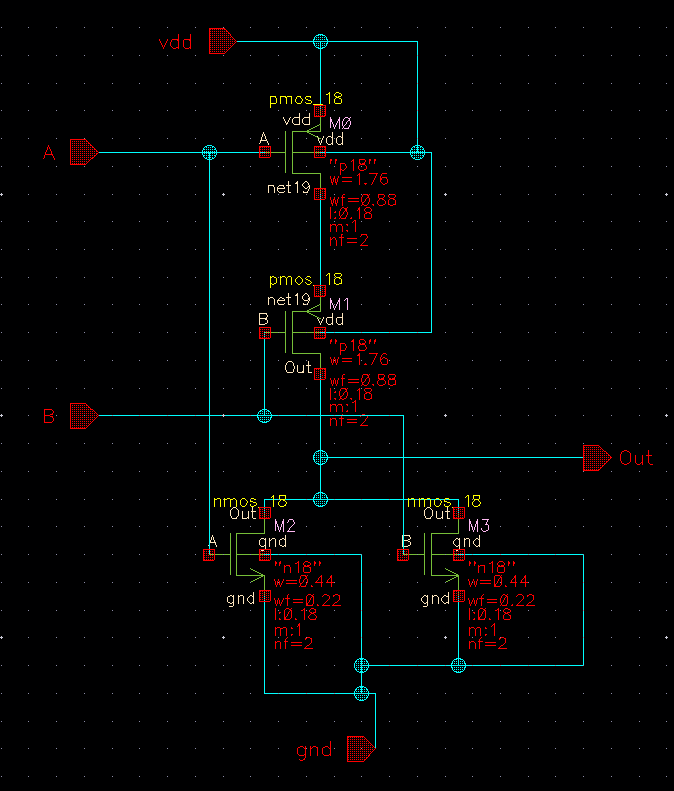 vdd
pmos_18
vdd
M0
A
A
vdd
"p18"
w=1.76
net19
wf=0.88
l:0.18
m:1
nf=2
pmos_18
net19
M1
B
vdd
"p18"
w=1.76
Out
wf=0.88
l:0.18
m:1
nf=2
B
Out
nmos_18
nmos_18
Out
Out
M2
M3
A
gnd
B
gnd
"n18"
"n18"
w=0.44
w=0.44
gnd
wf=0.22
gnd
wf=0.22
l:0.18
l:0.18
m:1
m:1
nf=2
nf=2
gnd